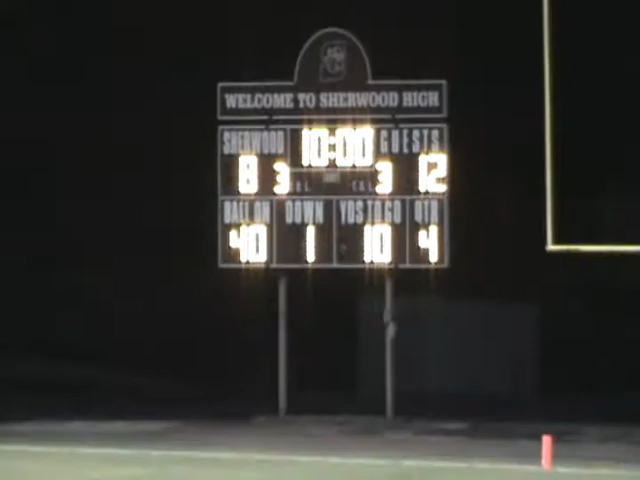 WELCOME TO SHERWOOD HIGH
SHERWOOD 10:00 GUESTS
8 3 T.O.L. T.O.L. 3 12
BALL ON DOWN YDS TO GO QTR
40 1 10 4